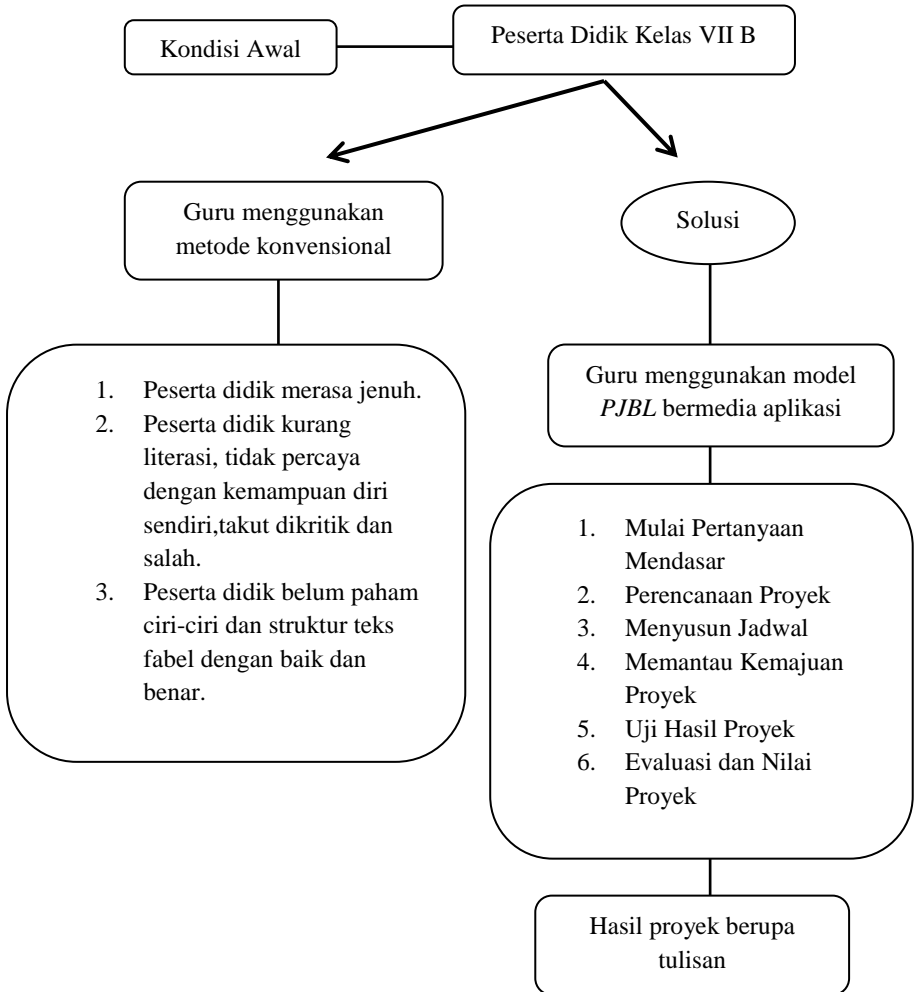 Kondisi Awal
Peserta Didik Kelas VII B
Guru menggunakan
metode konvensional
Solusi
1. Peserta didik merasa jenuh.
2. Peserta didik kurang
literasi, tidak percaya
dengan kemampuan diri
sendiri,takut dikritik dan
salah.
3. Peserta didik belum paham
ciri-ciri dan struktur teks
fabel dengan baik dan
benar.
Guru menggunakan model
PJBL bermedia aplikasi
1. Mulai Pertanyaan
Mendasar
2. Perencanaan Proyek
3. Menyusun Jadwal
4. Memantau Kemajuan
Proyek
5. Uji Hasil Proyek
6. Evaluasi dan Nilai
Proyek
Hasil proyek berupa
tulisan